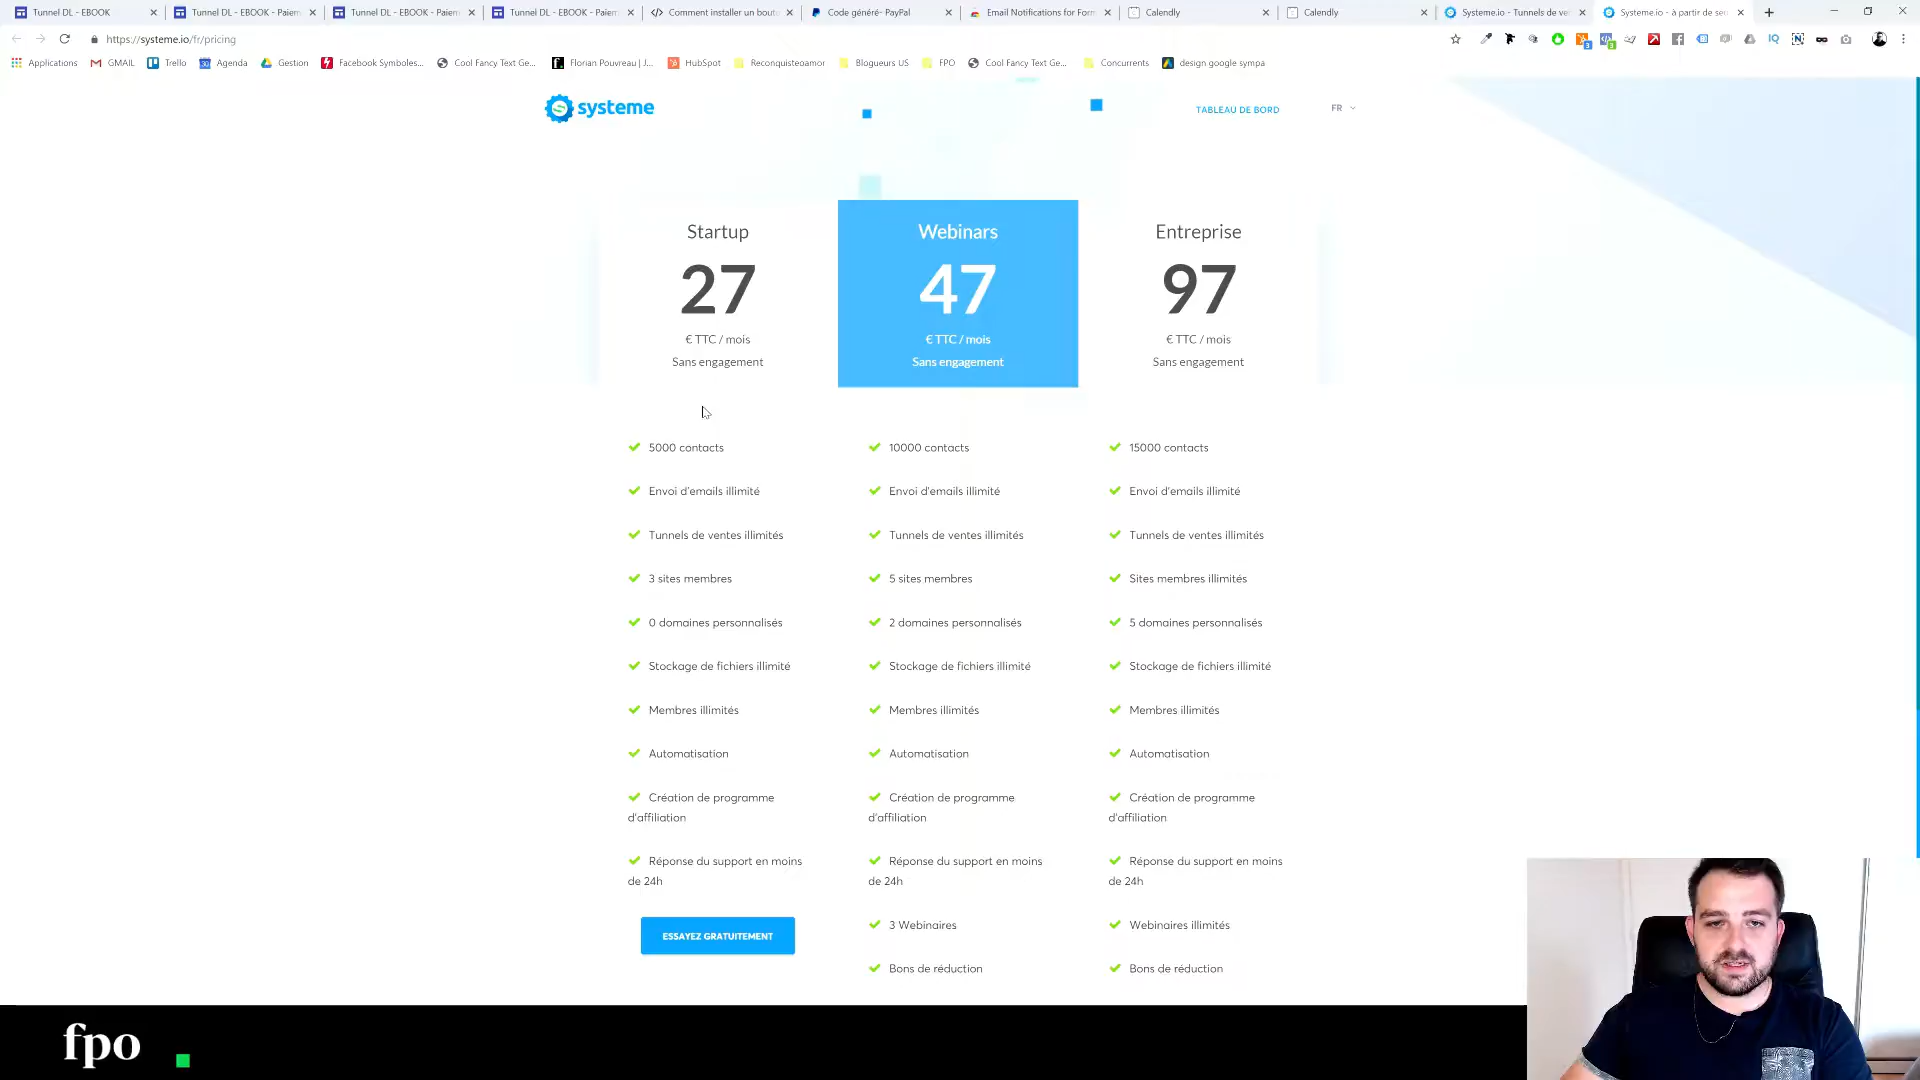 Tunnel DL - EBOOK
Tunnel DL - EBOOK - Paiem
Tunnel DL - EBOOK - Paiem
Tunnel DL - EBOOK - Paiem
Comment installer un bout
Code généré- PayPal
Email Notifications for Form
Calendly
Calendly
Systeme.io - Tunnels de ve
Systeme.io - à partir de seu
https://systeme.io/fr/pricing
Applications
GMAIL
Trello
Agenda
Gestion
Facebook Symboles...
Cool Fancy Text Ge...
Florian Pouvreau | J...
HubSpot
Reconquisteoamor
Blogueurs US
FPO
Cool Fancy Text Ge...
Concurrents
design google sympa
systeme
TABLEAU DE BORD
FR
Startup
27
€ TTC / mois
Sans engagement
5000 contacts
Envoi d'emails illimité
Tunnels de ventes illimités
3 sites membres
0 domaines personnalisés
Stockage de fichiers illimité
Membres illimités
Automatisation
Création de programme
d'affiliation
Réponse du support en moins
de 24h
ESSAYEZ GRATUITEMENT
Webinars
47
€ TTC / mois
Sans engagement
10000 contacts
Envoi d'emails illimité
Tunnels de ventes illimités
5 sites membres
2 domaines personnalisés
Stockage de fichiers illimité
Membres illimités
Automatisation
Création de programme
d'affiliation
Réponse du support en moins
de 24h
3 Webinaires
Bons de réduction
Entreprise
97
€ TTC / mois
Sans engagement
15000 contacts
Envoi d'emails illimité
Tunnels de ventes illimités
Sites membres illimités
5 domaines personnalisés
Stockage de fichiers illimité
Membres illimités
Automatisation
Création de programme
d'affiliation
Réponse du support en moins
de 24h
Webinaires illimités
Bons de réduction
fpo